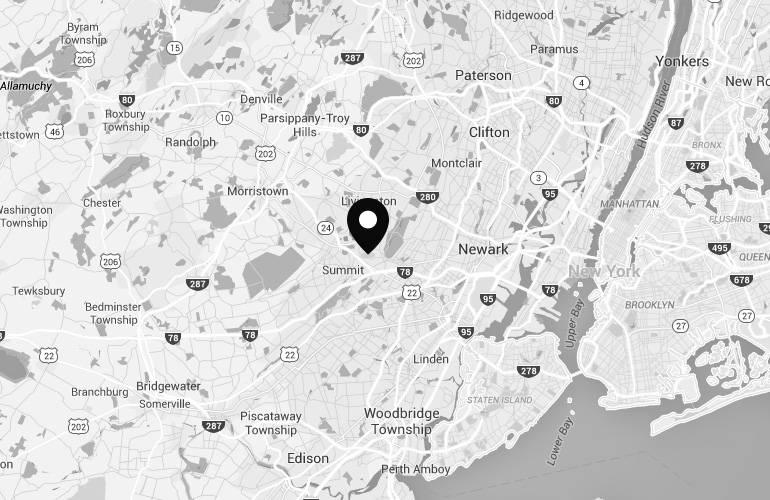 Ridgewood
Byram
Township
15
Paramus
206
287
202
Yonkers
Paterson
4
New Ro
Allamuchy
80
Denville
80
Roxbury
Township
10
Parsippany-Troy
Hills
80
Clifton
87
Hudson River
ettstown
46
Randolph
202
Montclair
BRONX
278
3
Morristown
280
95
Chester
MANHATTAN
Washington
Township
24
FLUSHING
Newark
495
206
Summit
78
New York
QUEEN
678
287
22
95
78
Tewksbury
Bedminster
Township
BROOKLYN
27
27
Upper Bay
78
78
95
22
22
Linden
278
Bridgewater
Branchburg
Somerville
STATEN ISLAND
202
287
Piscataway
Township
Woodbridge
Township
Lower Bay
on
Edison
Perth Amboy